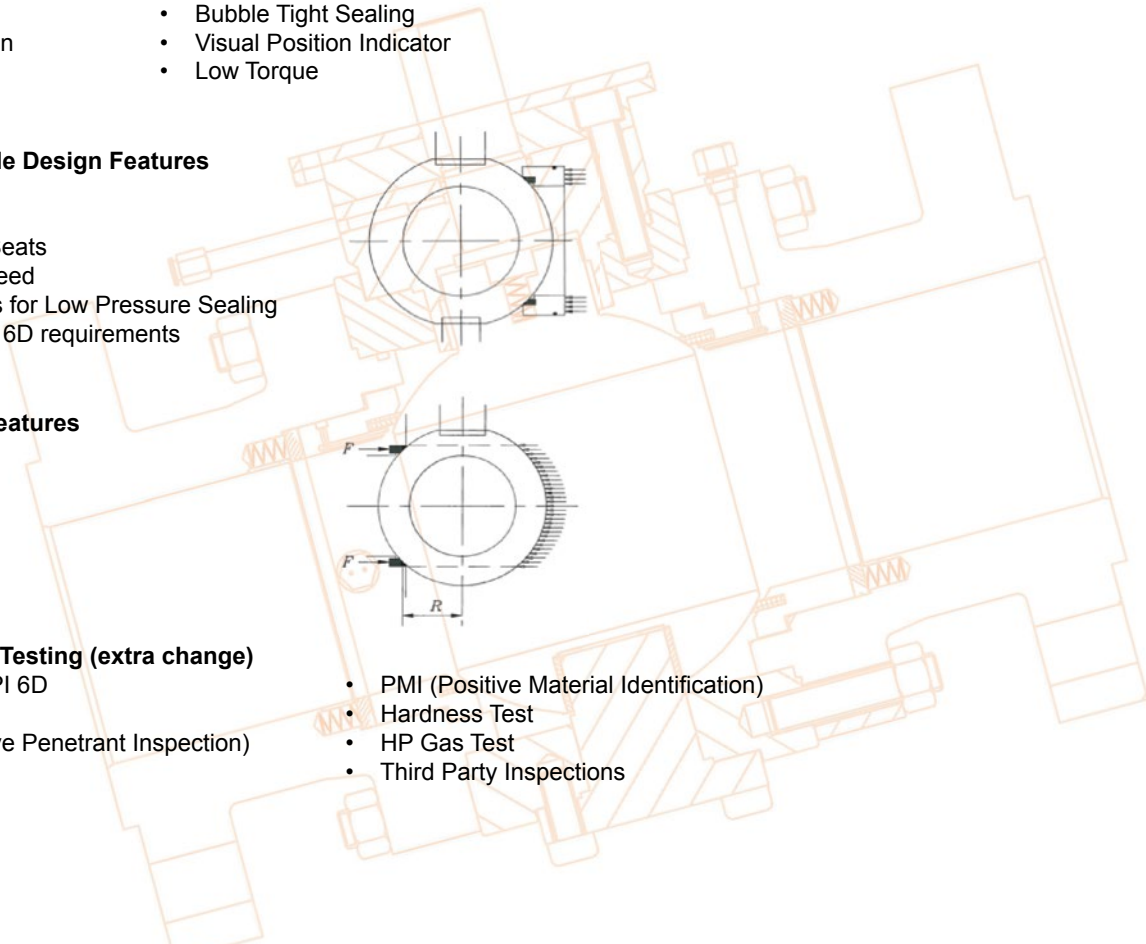 • Bubble Tight Sealing
n • Visual Position Indicator
• Low Torque
le Design Features
Seats
eed
s for Low Pressure Sealing
6D requirements
eatures
F
F
R
Testing (extra change)
PI 6D
ve Penetrant Inspection)
• PMI (Positive Material Identification)
• Hardness Test
• HP Gas Test
• Third Party Inspections